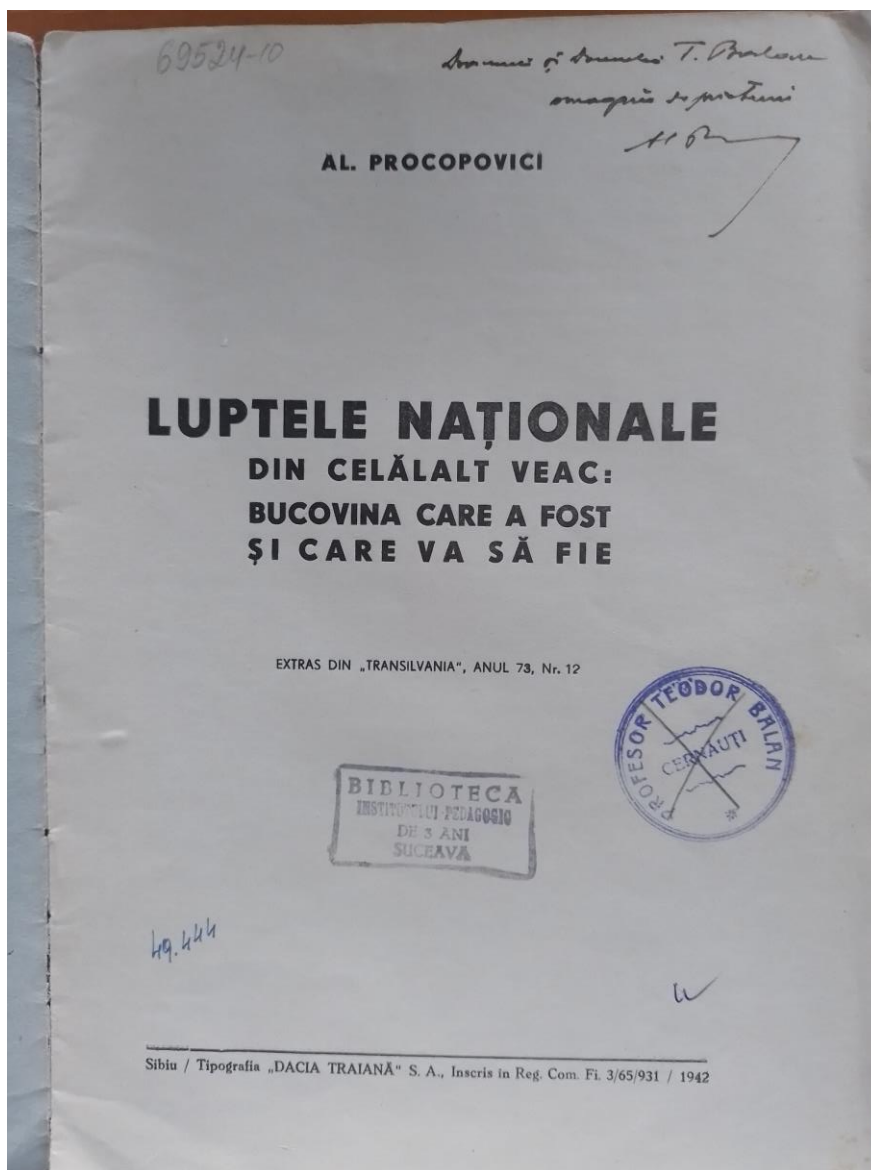 69524-10
Doamnei și Domnului T. Balan
omagiu de prietenie
AL. PROCOPOVICI
LUPTELE NAȚIONALE
DIN CELĂLALT VEAC:
BUCOVINA CARE A FOST
ȘI CARE VA SĂ FIE
EXTRAS DIN „TRANSILVANIA“, ANUL 73, Nr. 12
PROFESOR TEODOR BALAN
CERNAUȚI
BIBLIOTECA
INSTITUTULUI PEDAGOGIC
DE 3 ANI
SUCEAVA
49.444
Sibiu / Tipografia „DACIA TRAIANĂ“ S. A., Inscris in Reg. Com. Fi. 3/65/931 / 1942